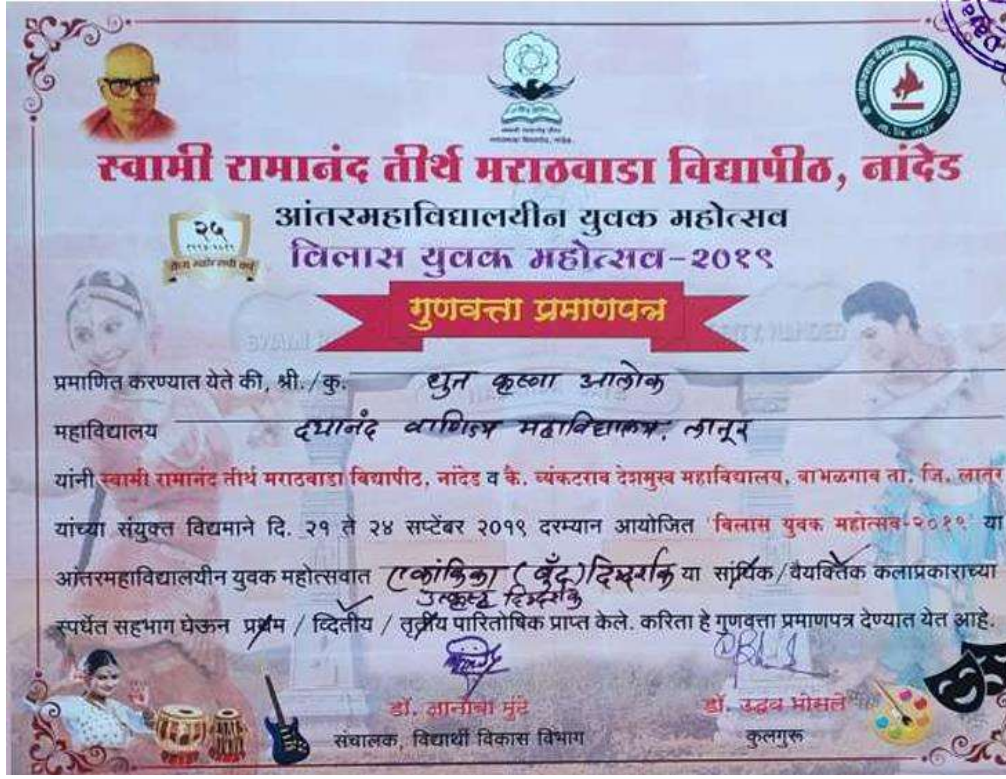 स्वामी रामानंद तीर्थ मराठवाडा विद्यापीठ, नांदेड
आंतरमहाविद्यालयीन युवक महोत्सव
२५
विलास युवक महोत्सव-२०१९
गुणवत्ता प्रमाणपत्र
प्रमाणित करण्यात येते की, श्री./कु. कृष्णा आलोक
महाविद्यालय दयानंद वाणिज्य महाविद्यालय, लातूर
यांनी स्वामी रामानंद तीर्थ मराठवाडा विद्यापीठ, नांदेड व कै. व्यंकटराव देशमुख महाविद्यालय, बाभळगाव ता. जि. लातूर
यांच्या संयुक्त विद्यमाने दि. २१ ते २४ सप्टेंबर २०१९ दरम्यान आयोजित 'विलास युवक महोत्सव-२०१९' या
आंतरमहाविद्यालयीन युवक महोत्सवात एकांकिका (बूँद) दिग्दर्शक या सांघिक/वैयक्तिक कलाप्रकाराच्या
उत्कृष्ट दिग्दर्शक
स्पर्धेत सहभाग घेऊन प्रथम / व्दितीय / तृतीय पारितोषिक प्राप्त केले. करिता हे गुणवत्ता प्रमाणपत्र देण्यात येत आहे.
डॉ. ज्ञानोबा मुंढे
संचालक, विद्यार्थी विकास विभाग
डॉ. उद्धव भोसले
कुलगुरू